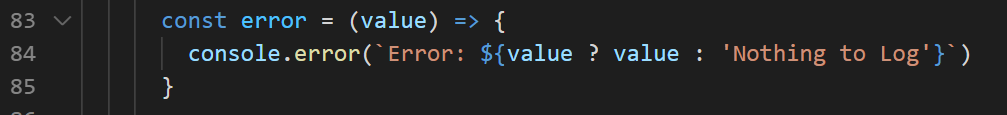 83 const error = (value) => {
84 console.error(`Error: ${value ? value : 'Nothing to Log'}`)
85 }